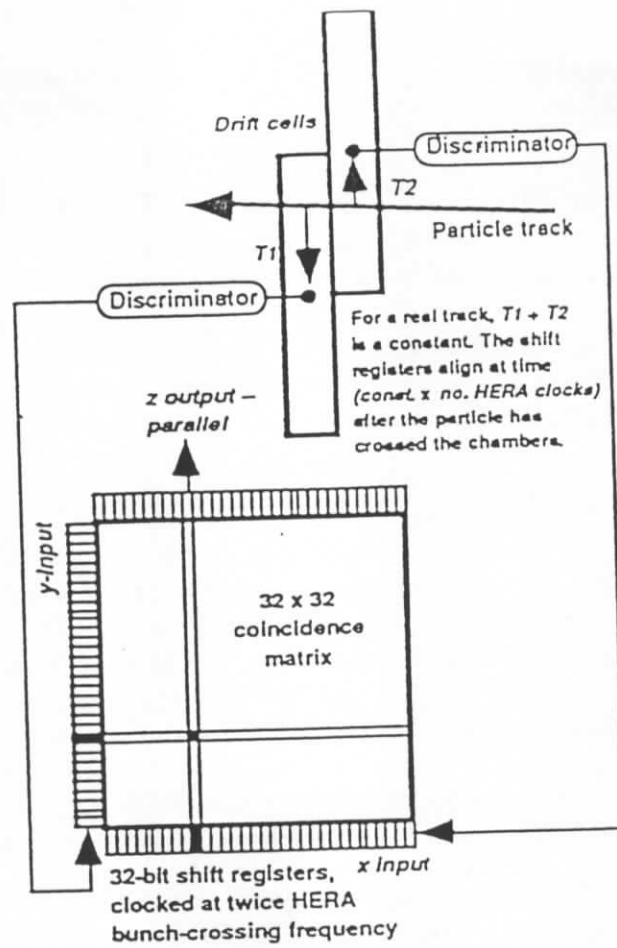 Drift cells
Discriminator
T2
Particle track
T1
Discriminator
For a real track, T1 + T2
is a constant. The shift
registers align at time
(const. x no. HERA clocks)
after the particle has
crossed the chambers.
z output –
parallel
y-Input
32 x 32
coincidence
matrix
x Input
32-bit shift registers,
clocked at twice HERA
bunch-crossing frequency